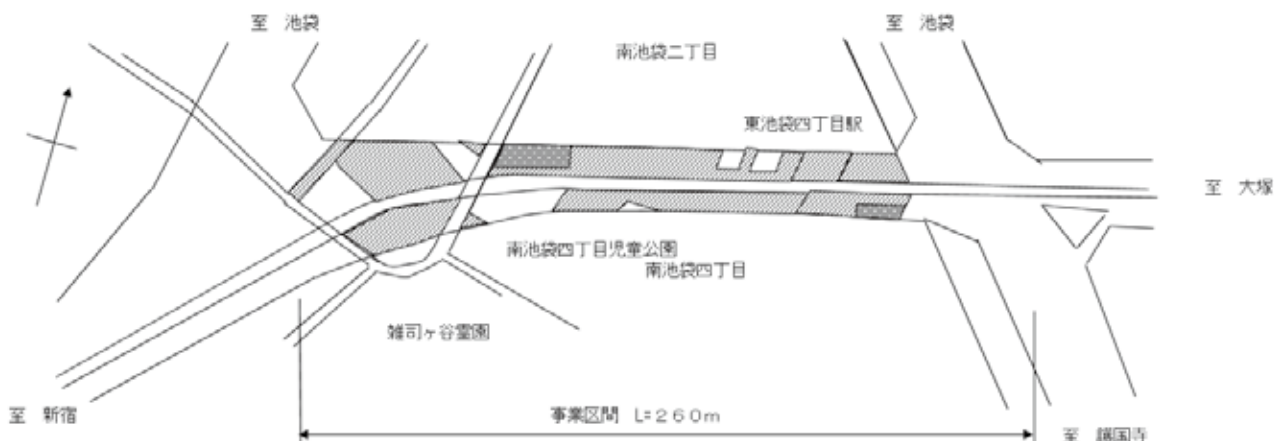 至 池袋
至 池袋
南池袋二丁目
東池袋四丁目駅
至 大塚
南池袋四丁目児童公園
南池袋四丁目
雑司ヶ谷霊園
至 新宿
事業区間 L=260m
至 護国寺